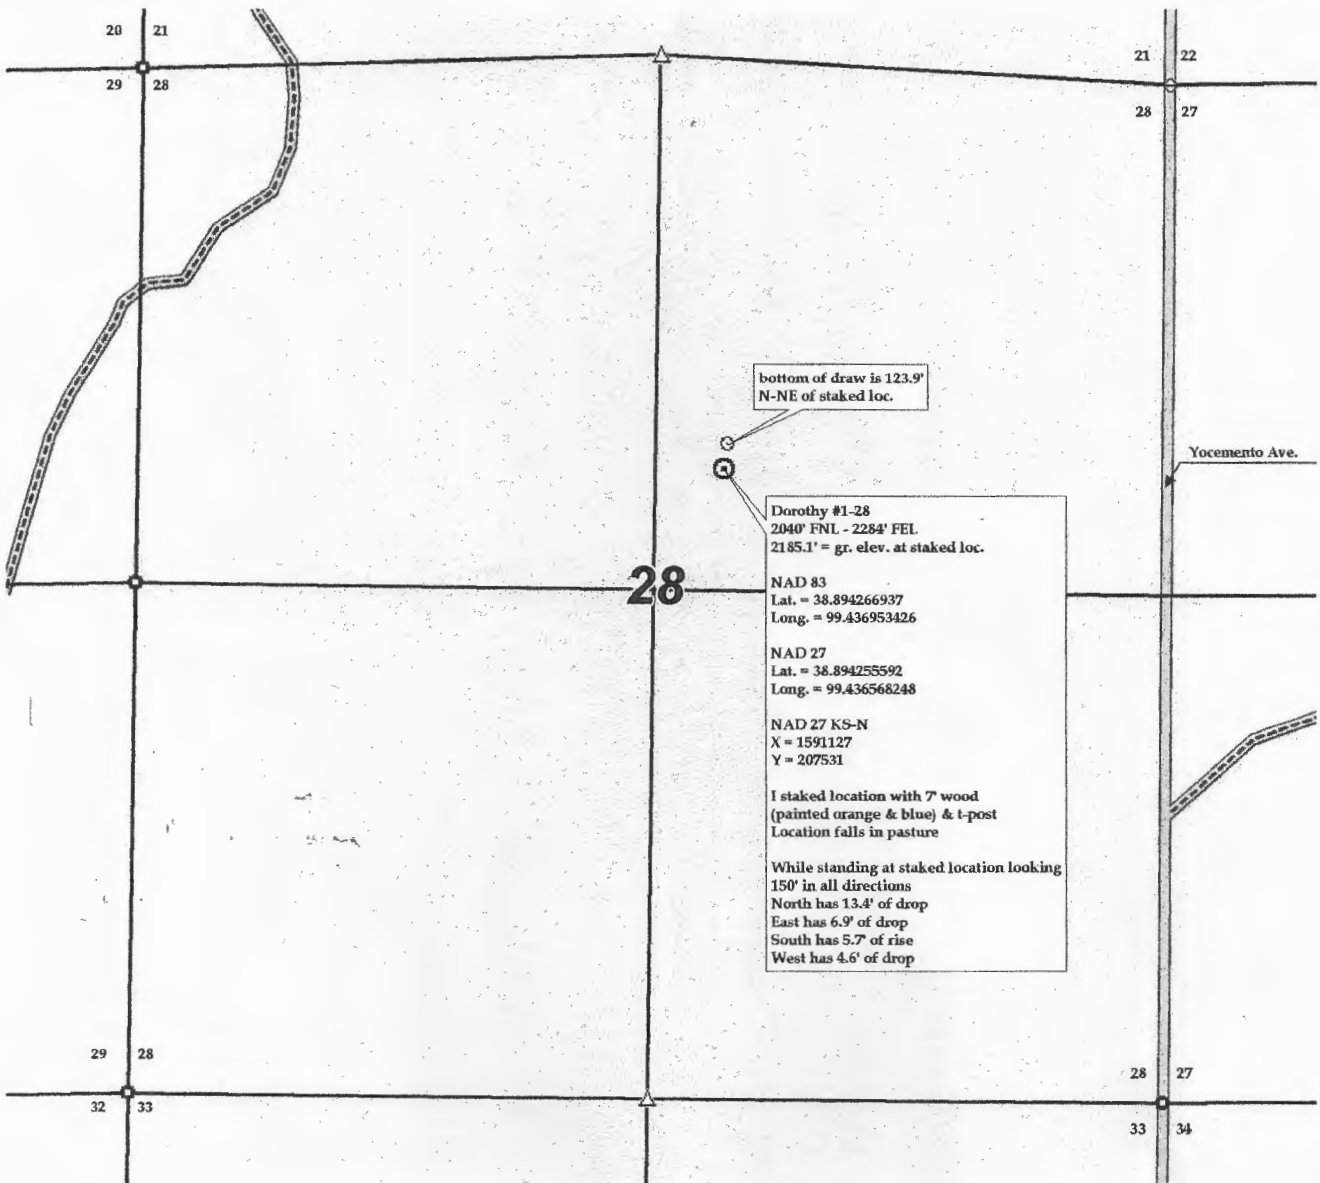 20 21
29 28
21 22
28 27
bottom of draw is 123.9'
N-NE of staked loc.
Yocemento Ave.
Dorothy #1-28
2040' FNL - 2284' FEL
2185.1' = gr. elev. at staked loc.
NAD 83
Lat. = 38.894266937
Long. = 99.436953426
28
NAD 27
Lat. = 38.894255592
Long. = 99.436568248
NAD 27 KS-N
X = 1591127
Y = 207531
I staked location with 7' wood
(painted orange & blue) & t-post
Location falls in pasture
While standing at staked location looking
150' in all directions
North has 13.4' of drop
East has 6.9' of drop
South has 5.7' of rise
West has 4.6' of drop
29 28
32 33
28 27
33 34